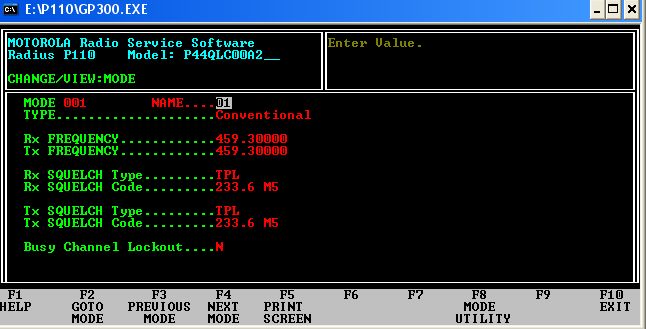 E:\P110\GP300.EXE
MOTOROLA Radio Service Software
Radius P110    Model: P44QLC00A2__
Enter Value.
CHANGE/VIEW:MODE
MODE 001        NAME....01
TYPE....................Conventional
Rx FREQUENCY............459.30000
Tx FREQUENCY............459.30000
Rx SQUELCH Type.........TPL
Rx SQUELCH Code.........233.6 M5
Tx SQUELCH Type.........TPL
Tx SQUELCH Code.........233.6 M5
Busy Channel Lockout....N
F1 F2 F3 F4 F5 F6 F7 F8 F9 F10
HELP GOTO PREVIOUS NEXT PRINT MODE EXIT
MODE MODE MODE SCREEN UTILITY